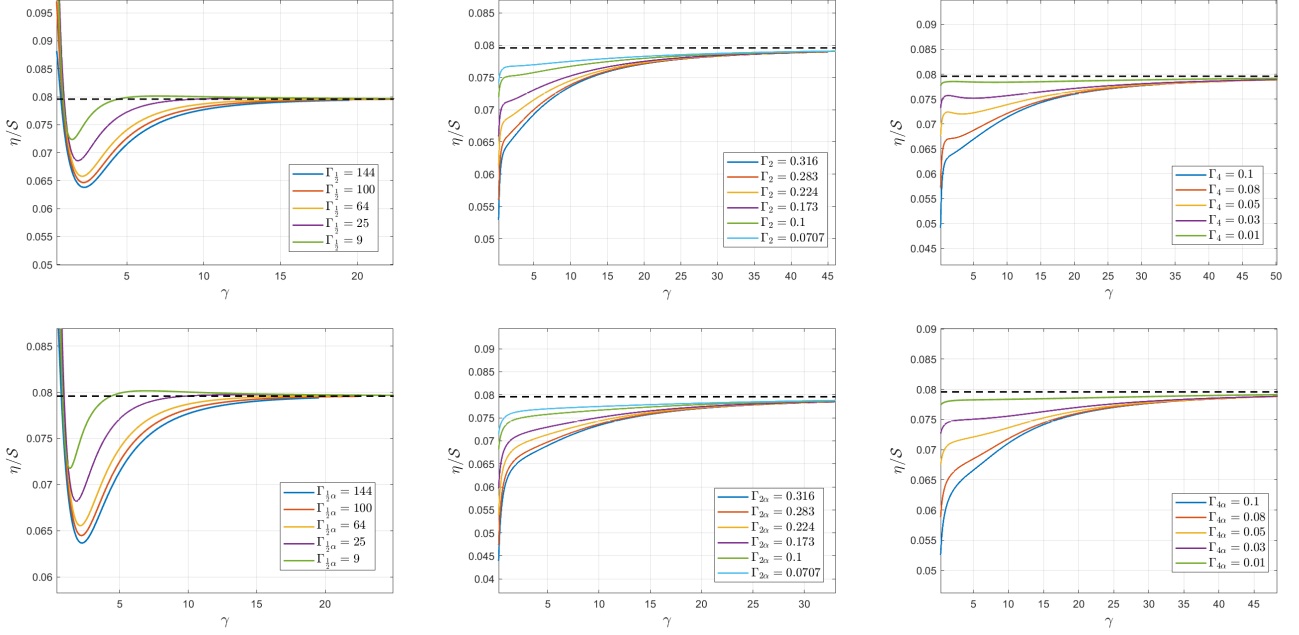 0.095
0.09
0.085
0.08
0.075
0.07
0.065
0.06
0.055
0.05
η/S
5 10 15 20
γ
Γ_{1/2} = 144
Γ_{1/2} = 100
Γ_{1/2} = 64
Γ_{1/2} = 25
Γ_{1/2} = 9
0.085
0.08
0.075
0.07
0.065
0.06
0.055
0.05
η/S
5 10 15 20 25 30 35 40 45
γ
Γ_2 = 0.316
Γ_2 = 0.283
Γ_2 = 0.224
Γ_2 = 0.173
Γ_2 = 0.1
Γ_2 = 0.0707
0.09
0.085
0.08
0.075
0.07
0.065
0.06
0.055
0.05
0.045
η/S
5 10 15 20 25 30 35 40 45 50
γ
Γ_4 = 0.1
Γ_4 = 0.08
Γ_4 = 0.05
Γ_4 = 0.03
Γ_4 = 0.01
0.085
0.08
0.075
0.07
0.065
0.06
η/S
5 10 15 20
γ
Γ_{1/2 α} = 144
Γ_{1/2 α} = 100
Γ_{1/2 α} = 64
Γ_{1/2 α} = 25
Γ_{1/2 α} = 9
0.09
0.085
0.08
0.075
0.07
0.065
0.06
0.055
0.05
0.045
0.04
η/S
5 10 15 20 25 30
γ
Γ_{2α} = 0.316
Γ_{2α} = 0.283
Γ_{2α} = 0.224
Γ_{2α} = 0.173
Γ_{2α} = 0.1
Γ_{2α} = 0.0707
0.09
0.085
0.08
0.075
0.07
0.065
0.06
0.055
0.05
η/S
5 10 15 20 25 30 35 40 45
γ
Γ_{4α} = 0.1
Γ_{4α} = 0.08
Γ_{4α} = 0.05
Γ_{4α} = 0.03
Γ_{4α} = 0.01